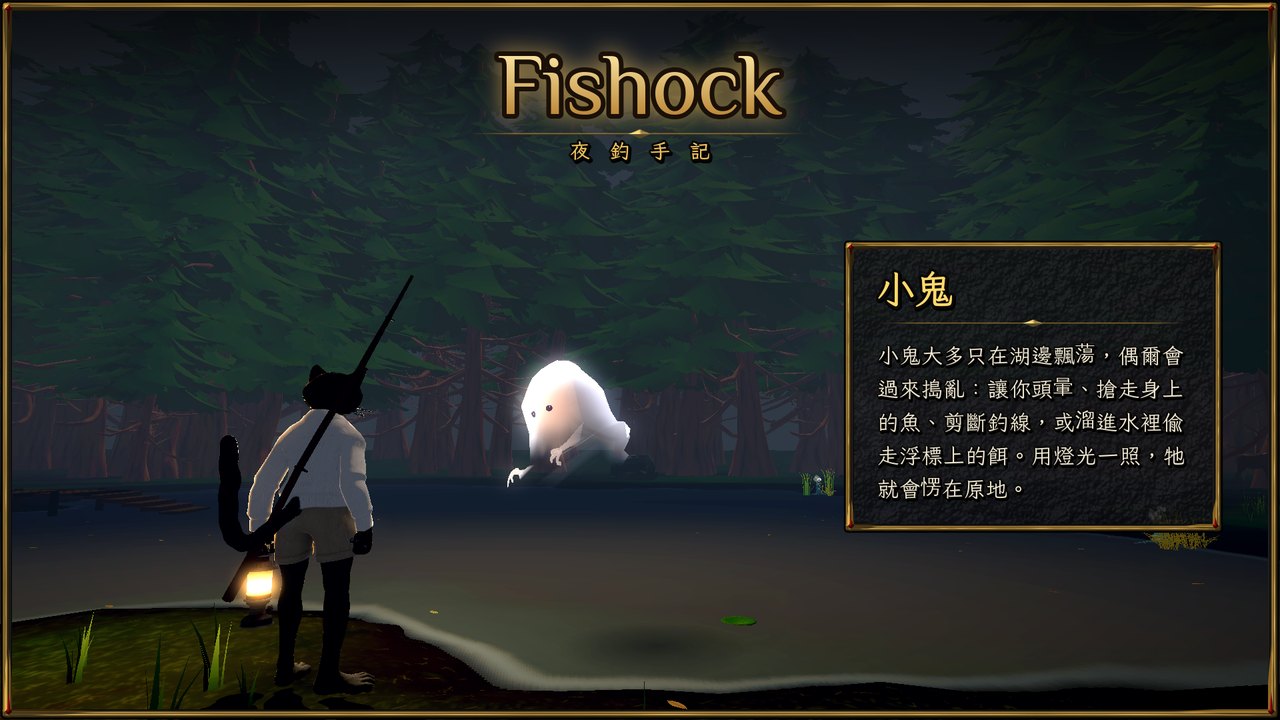 Fishock
夜釣手記
小鬼
小鬼大多只在湖邊飄蕩，偶爾會
過來搗亂：讓你頭暈、搶走身上
的魚、剪斷釣線，或溜進水裡偷
走浮標上的餌。用燈光一照，牠
就會愣在原地。